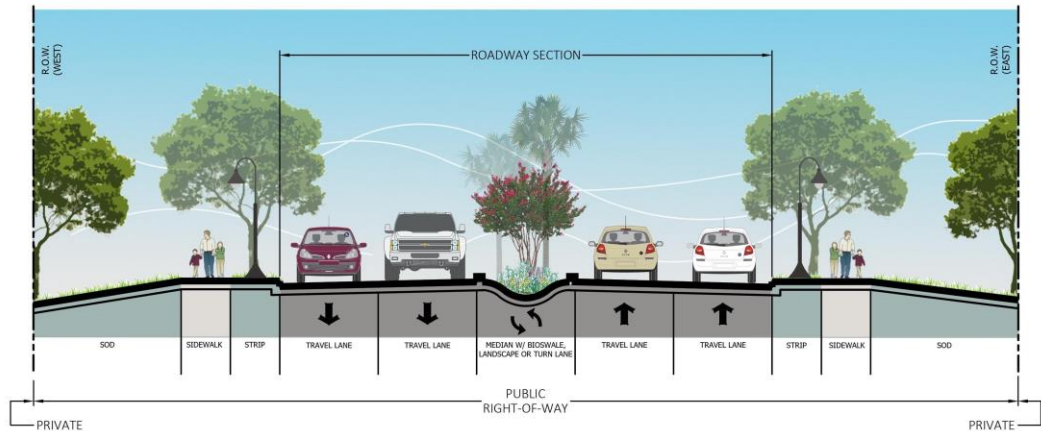 R.O.W.
(WEST)
ROADWAY SECTION
R.O.W.
(EAST)
SOD
SIDEWALK
STRIP
TRAVEL LANE
TRAVEL LANE
MEDIAN W/ BIOSWALE,
LANDSCAPE OR TURN LANE
TRAVEL LANE
TRAVEL LANE
STRIP
SIDEWALK
SOD
PUBLIC
RIGHT-OF-WAY
PRIVATE
PRIVATE